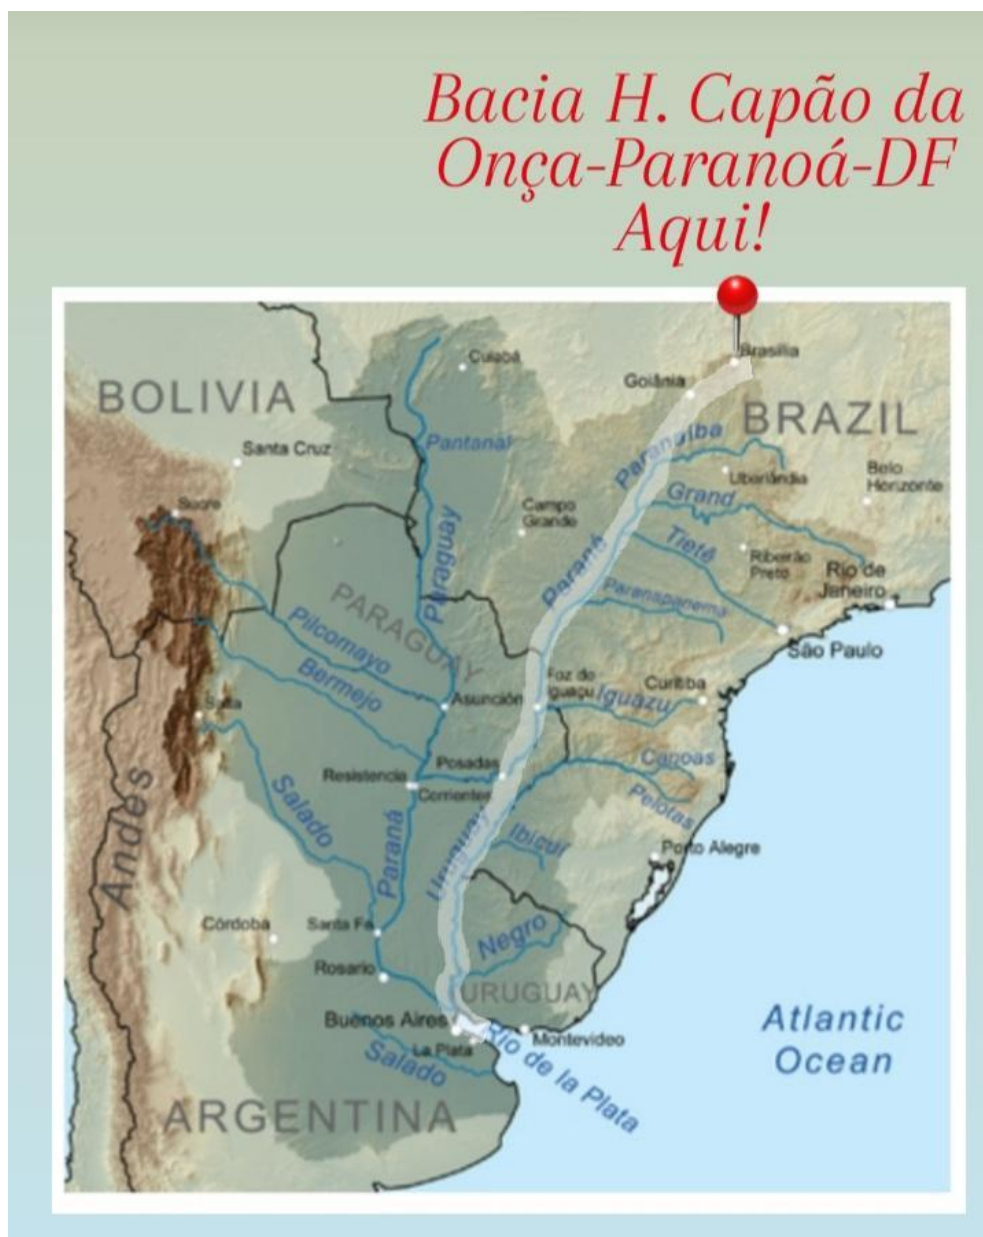 Bacia H. Capão da
Onça-Paranoá-DF
Aqui!
Brasília
Cuiabá
Goiânia
BOLIVIA
BRAZIL
Pantanal
Paranaíba
Santa Cruz
Uberlândia
Belo
Horizonte
Grand
Sucre
Campo
Grande
Tietê
Paraguay
Paraná
Ribeirão
Preto
Rio de
Janeiro
Paranapanema
PARAGUAY
Pilcomayo
São Paulo
Bermejo
Foz do
Iguaçu
Iguazu
Curitiba
Asunción
Salta
Posadas
Canoas
Resistencia
Corrientes
Pelotas
Salado
Andes
Paraná
Uruguay
Ibicuí
Porto Alegre
Córdoba
Santa Fe
Negro
Rosario
URUGUAY
Buenos Aires
Montevideo
La Plata
Rio de la Plata
Salado
Atlantic
Ocean
ARGENTINA